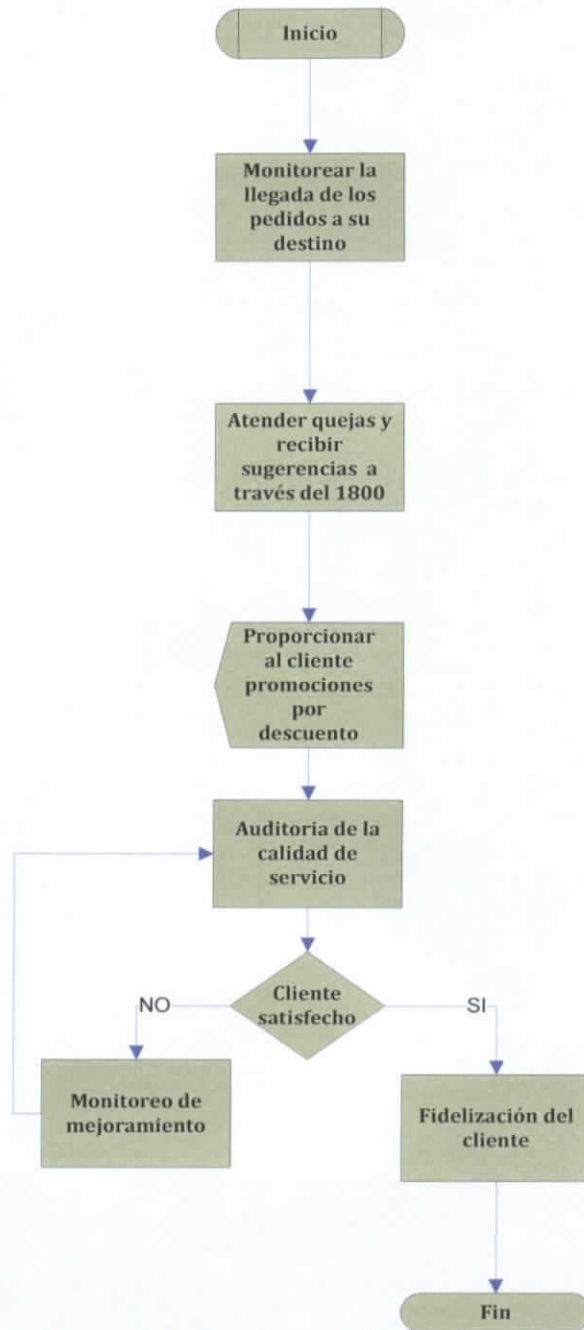 Inicio
Monitorear la
llegada de los
pedidos a su
destino
Atender quejas y
recibir
sugerencias a
través del 1800
Proporcionar
al cliente
promociones
por
descuento
Auditoria de la
calidad de
servicio
Cliente
satisfecho
NO
SI
Monitoreo de
mejoramiento
Fidelización del
cliente
Fin